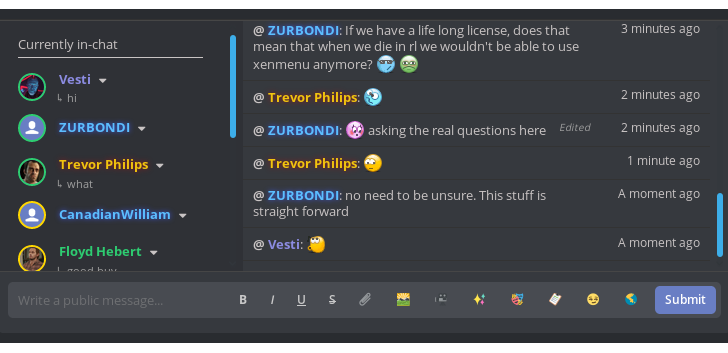 Currently in-chat
Vesti
↳ hi
ZURBONDI
Trevor Philips
↳ what
CanadianWilliam
Floyd Hebert
@ ZURBONDI: If we have a life long license, does that
mean that when we die in rl we wouldn't be able to use
xenmenu anymore?
3 minutes ago
@ Trevor Philips:
2 minutes ago
@ ZURBONDI: asking the real questions here
Edited
2 minutes ago
@ Trevor Philips:
1 minute ago
@ ZURBONDI: no need to be unsure. This stuff is
straight forward
A moment ago
@ Vesti:
A moment ago
Write a public message...
B I U S
Submit